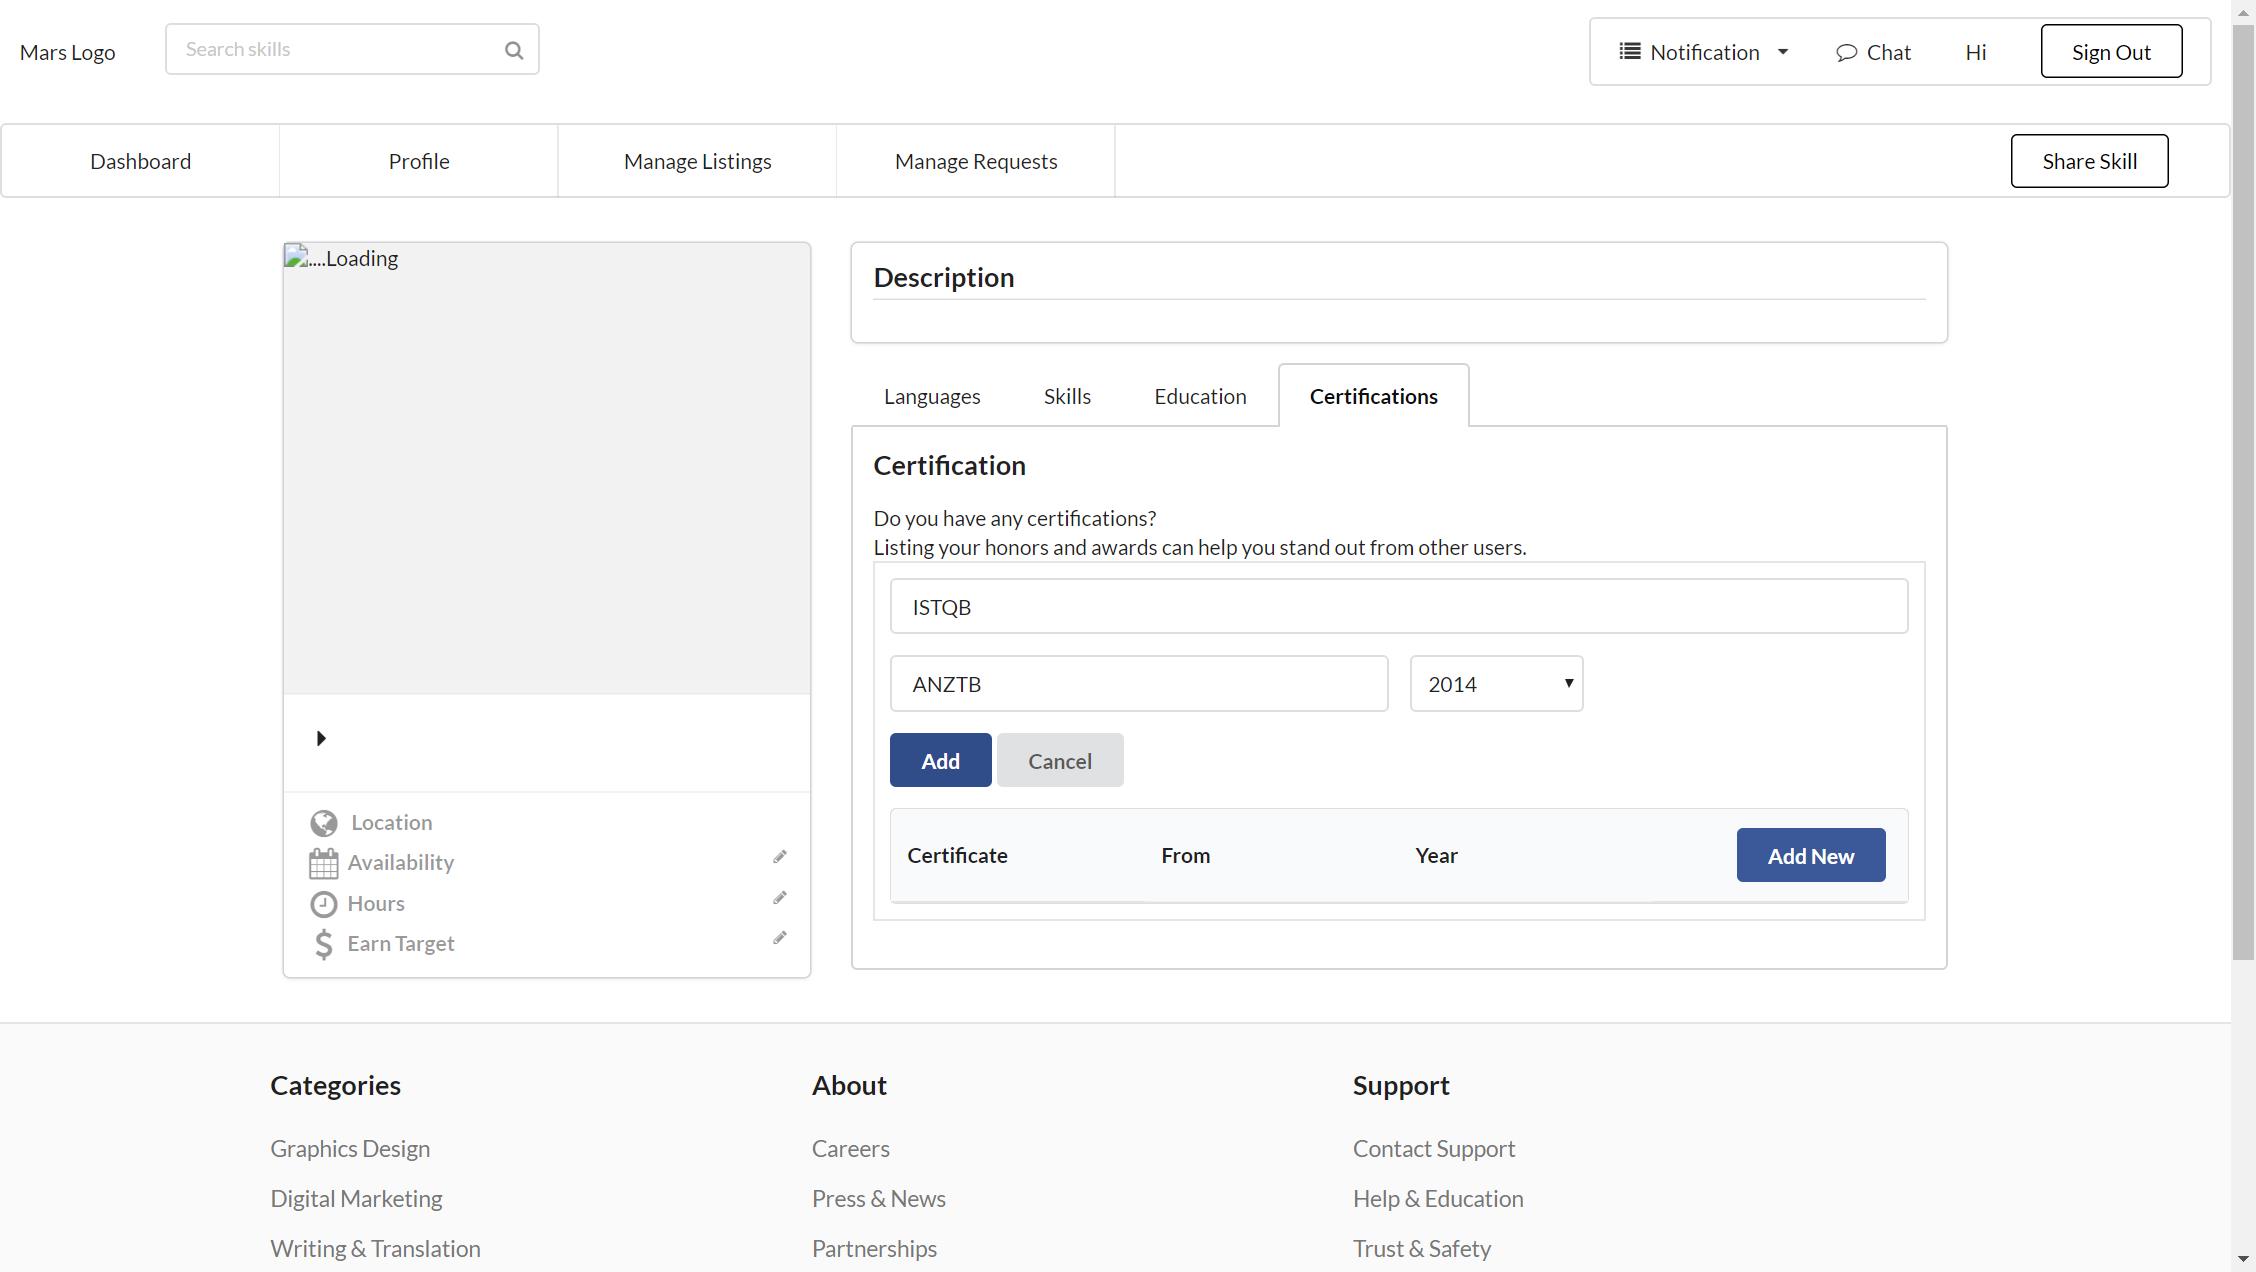 Mars Logo
Search skills
Notification
Chat
Hi
Sign Out
Dashboard
Profile
Manage Listings
Manage Requests
Share Skill
....Loading
Location
Availability
Hours
Earn Target
Description
Languages
Skills
Education
Certifications
Certification
Do you have any certifications?
Listing your honors and awards can help you stand out from other users.
ISTQB
ANZTB
2014
Add
Cancel
Certificate
From
Year
Add New
Categories
Graphics Design
Digital Marketing
Writing & Translation
About
Careers
Press & News
Partnerships
Support
Contact Support
Help & Education
Trust & Safety